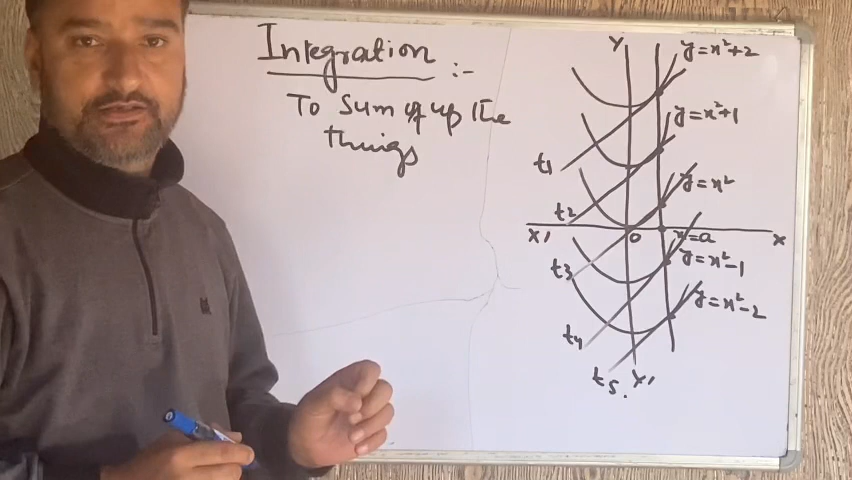 Integration :-
To Sum of up the
things
Y
y=x²+2
y=x²+1
t1
t2
y=x²
X'
O
x=a
X
t3
y=x²-1
y=x²-2
t4
t5. X'